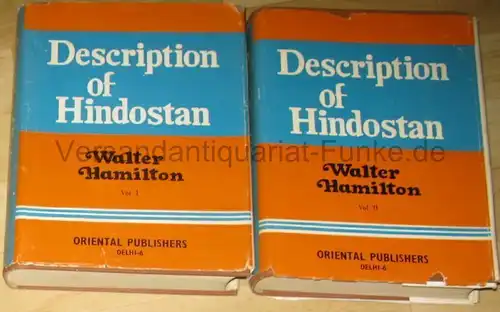 Description
of
Hindostan
Walter
Hamilton
Vol I
ORIENTAL PUBLISHERS
DELHI-6
Description
of
Hindostan
Walter
Hamilton
Vol II
ORIENTAL PUBLISHERS
DELHI-6
Versandantiquariat-Funke.de